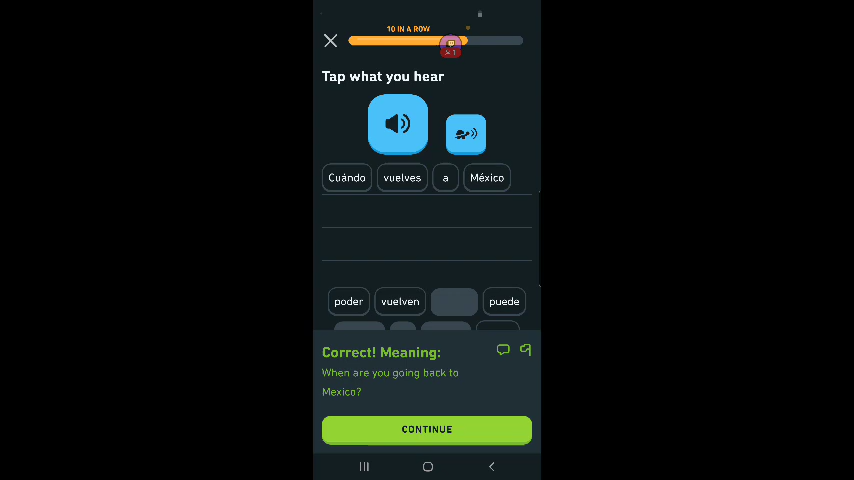 10 IN A ROW
Tap what you hear
Cuándo vuelves a México
poder vuelven puede
Correct! Meaning:
When are you going back to
Mexico?
CONTINUE